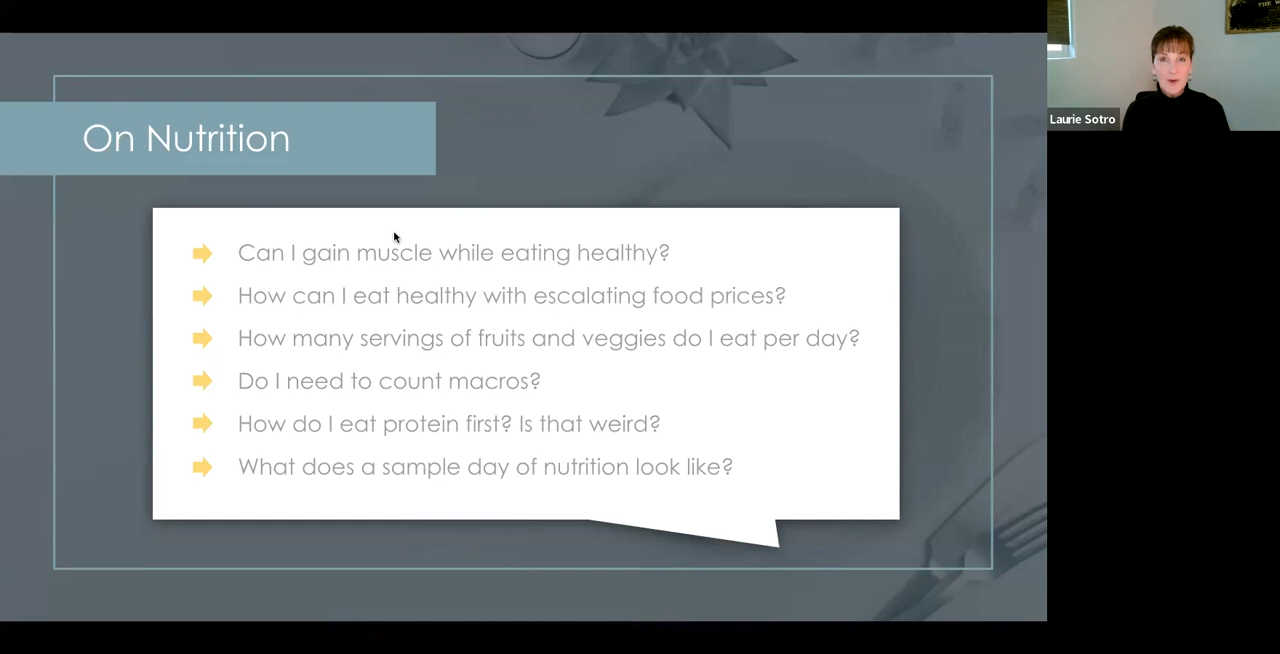 On Nutrition
Can I gain muscle while eating healthy?
How can I eat healthy with escalating food prices?
How many servings of fruits and veggies do I eat per day?
Do I need to count macros?
How do I eat protein first? Is that weird?
What does a sample day of nutrition look like?
Laurie Sotro